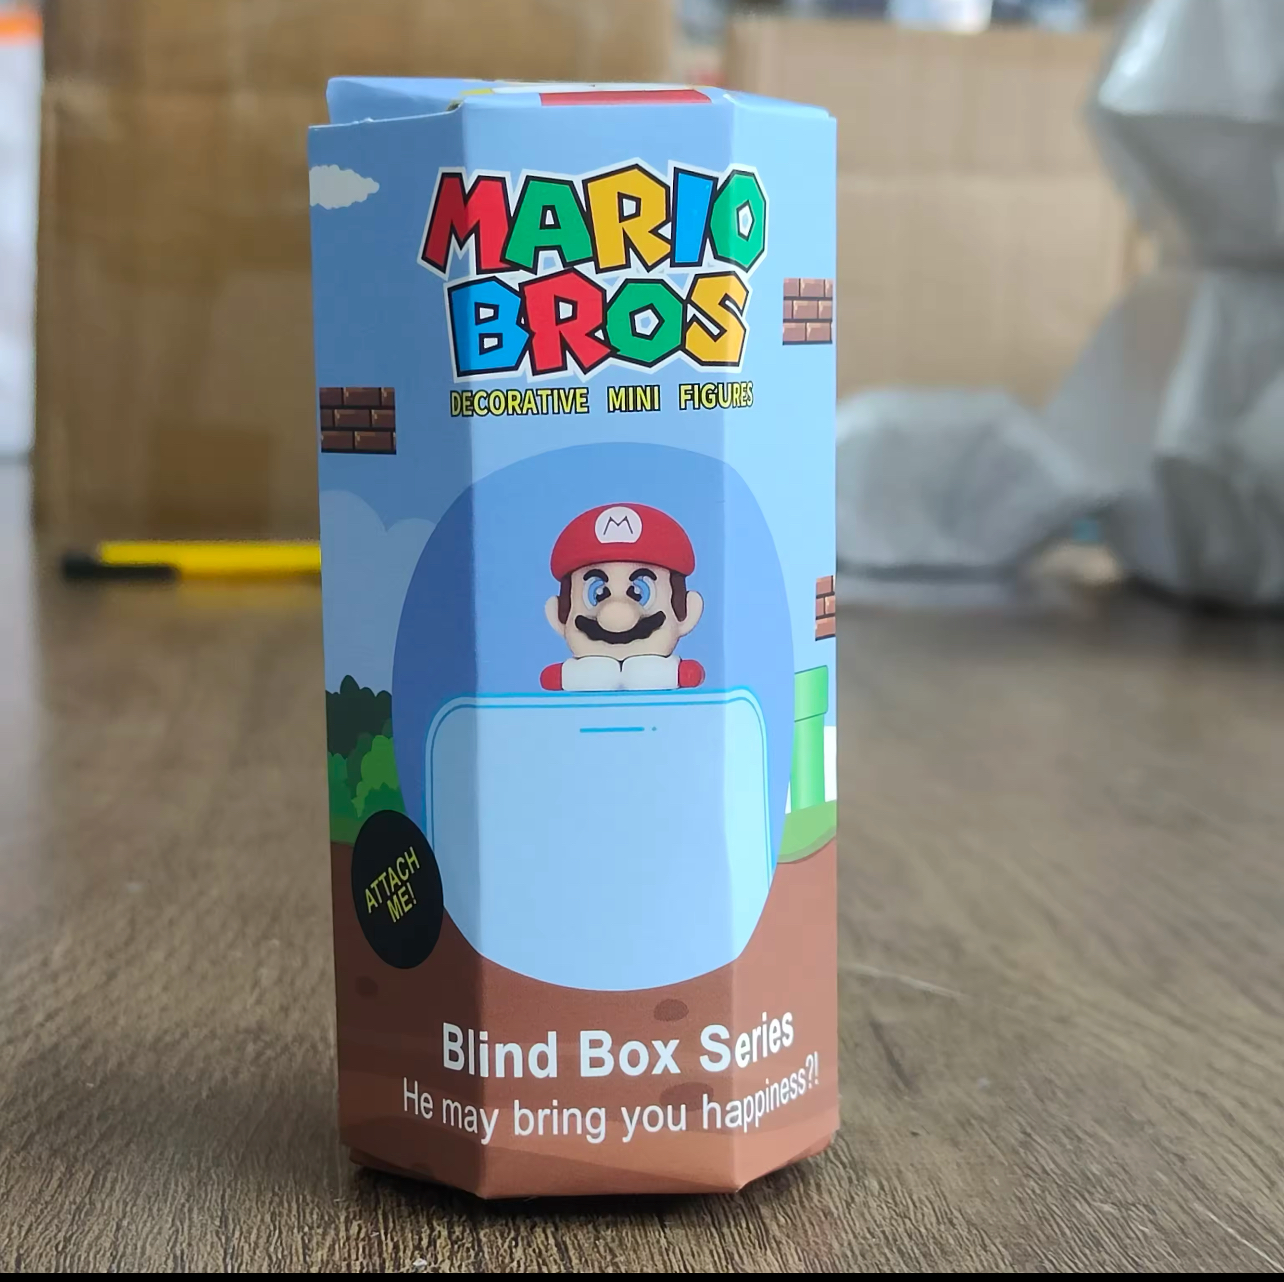 MARIO
BROS
DECORATIVE MINI FIGURES
M
ATTACH
ME!
Blind Box Series
He may bring you happiness?!